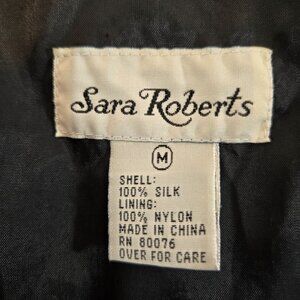 Sara Roberts
M
SHELL:
100% SILK
LINING:
100% NYLON
MADE IN CHINA
RN 80076
OVER FOR CARE